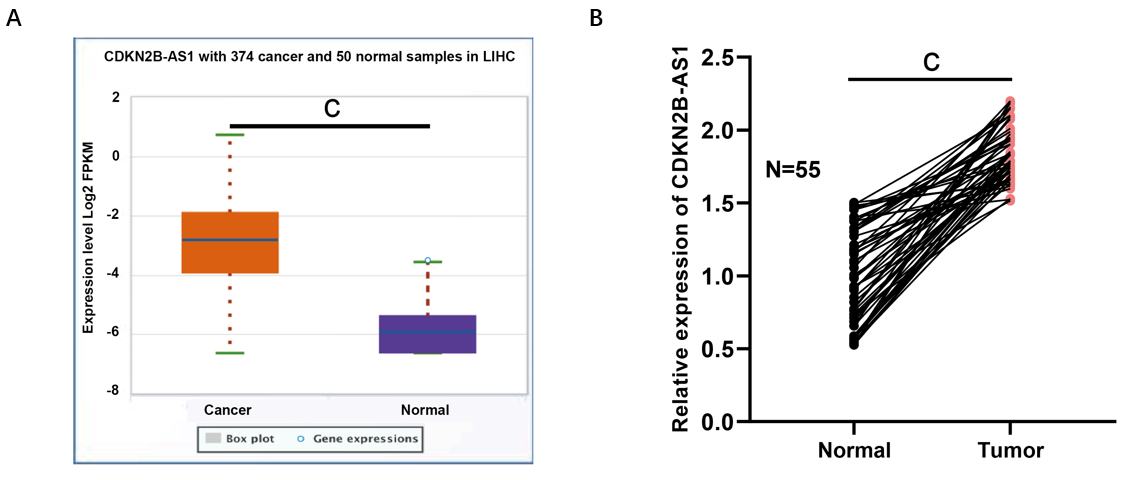 A
CDKN2B-AS1 with 374 cancer and 50 normal samples in LIHC
Expression level Log2 FPKM
2
0
-2
-4
-6
-8
C
Cancer
Normal
Box plot
Gene expressions
B
Relative expression of CDKN2B-AS1
2.5
2.0
1.5
1.0
0.5
0.0
C
N=55
Normal
Tumor